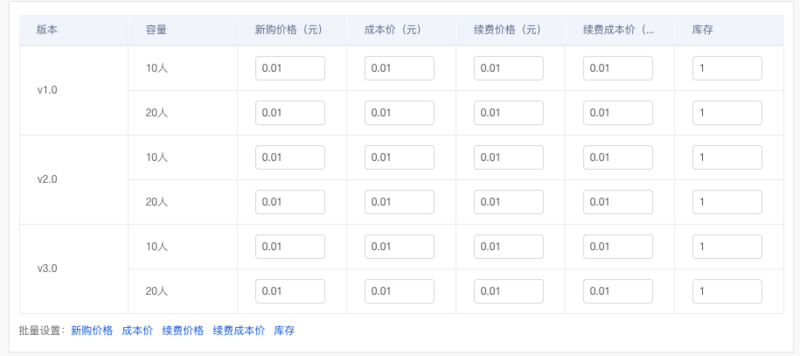 版本 容量 新购价格（元） 成本价（元） 续费价格（元） 续费成本价（... 库存
v1.0 10人 0.01 0.01 0.01 0.01 1
20人 0.01 0.01 0.01 0.01 1
v2.0 10人 0.01 0.01 0.01 0.01 1
20人 0.01 0.01 0.01 0.01 1
v3.0 10人 0.01 0.01 0.01 0.01 1
20人 0.01 0.01 0.01 0.01 1
批量设置：新购价格 成本价 续费价格 续费成本价 库存